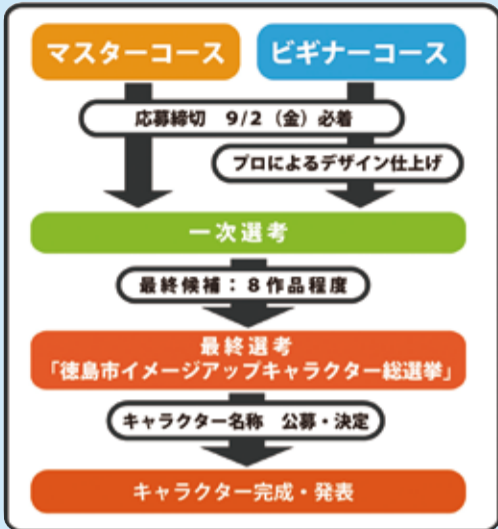 マスターコース
ビギナーコース
応募締切 9/2(金)必着
プロによるデザイン仕上げ
一次選考
最終候補:8作品程度
最終選考
「徳島市イメージアップキャラクター総選挙」
キャラクター名称 公募・決定
キャラクター完成・発表